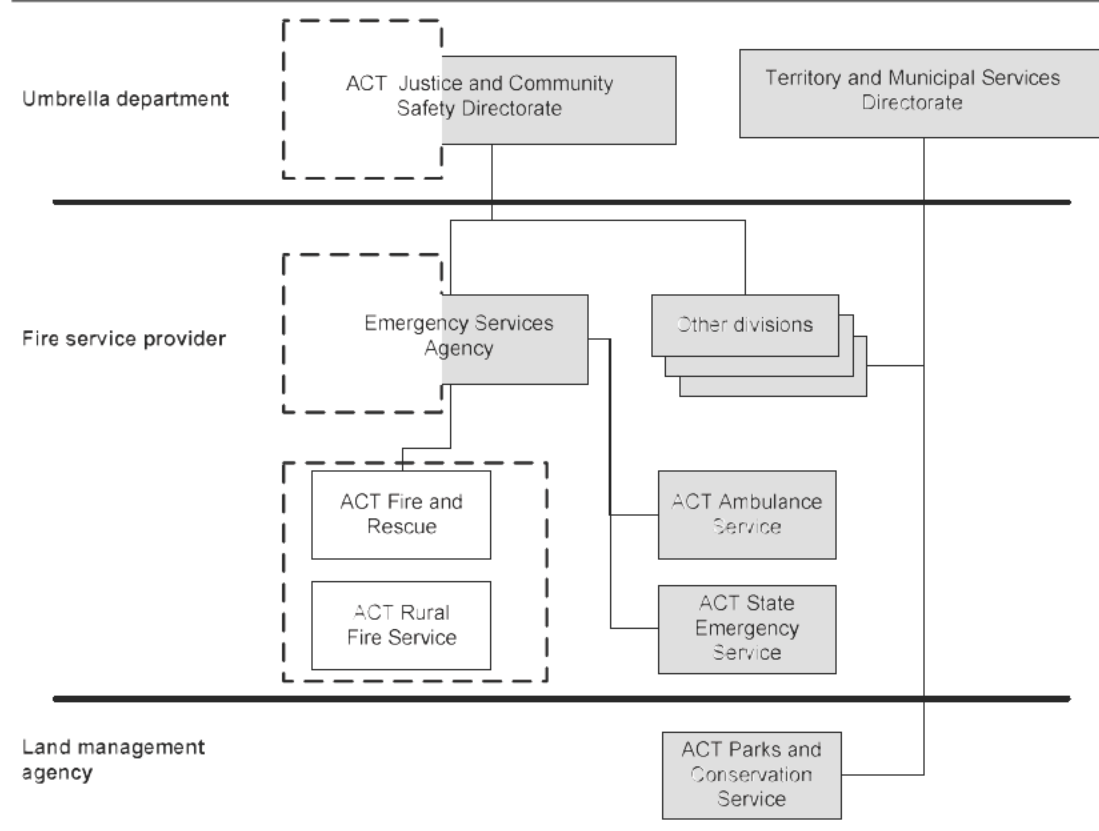 Umbrella department
ACT Justice and Community
Safety Directorate
Territory and Municipal Services
Directorate
Fire service provider
Emergency Services
Agency
Other divisions
ACT Fire and
Rescue
ACT Ambulance
Service
ACT Rural
Fire Service
ACT State
Emergency
Service
Land management
agency
ACT Parks and
Conservation
Service